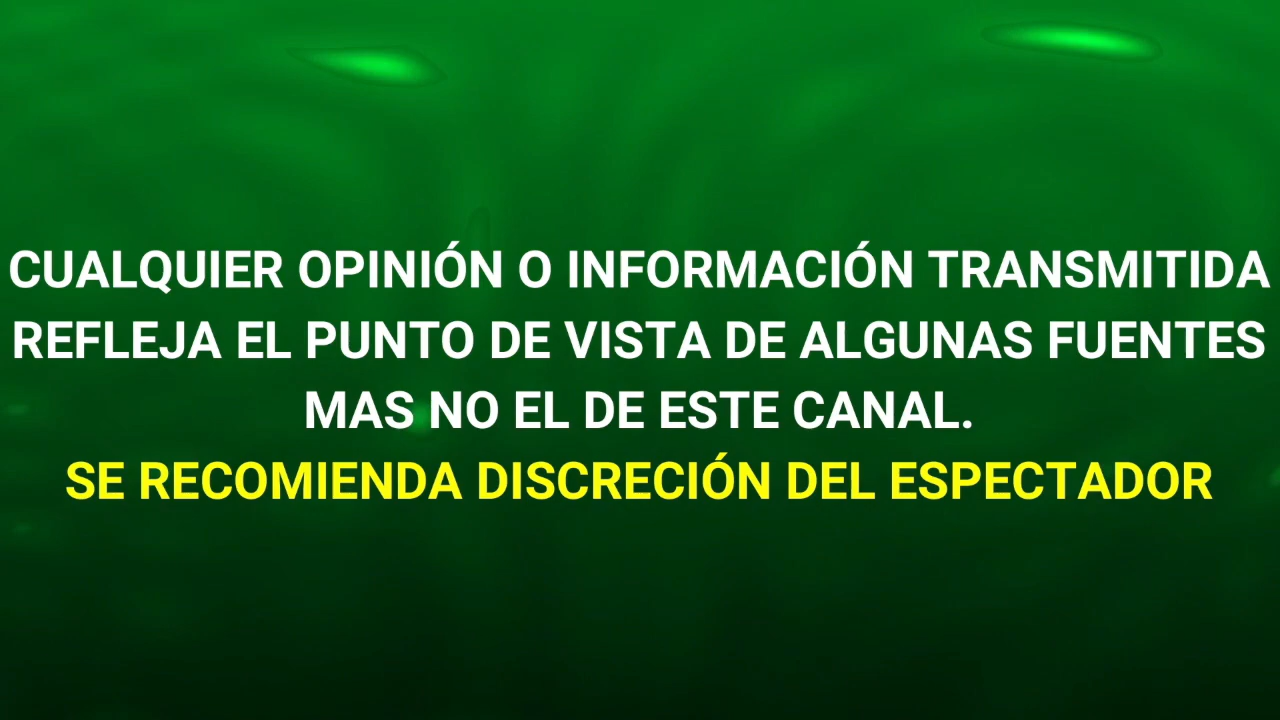 CUALQUIER OPINIÓN O INFORMACIÓN TRANSMITIDA
REFLEJA EL PUNTO DE VISTA DE ALGUNAS FUENTES
MAS NO EL DE ESTE CANAL.
SE RECOMIENDA DISCRECIÓN DEL ESPECTADOR